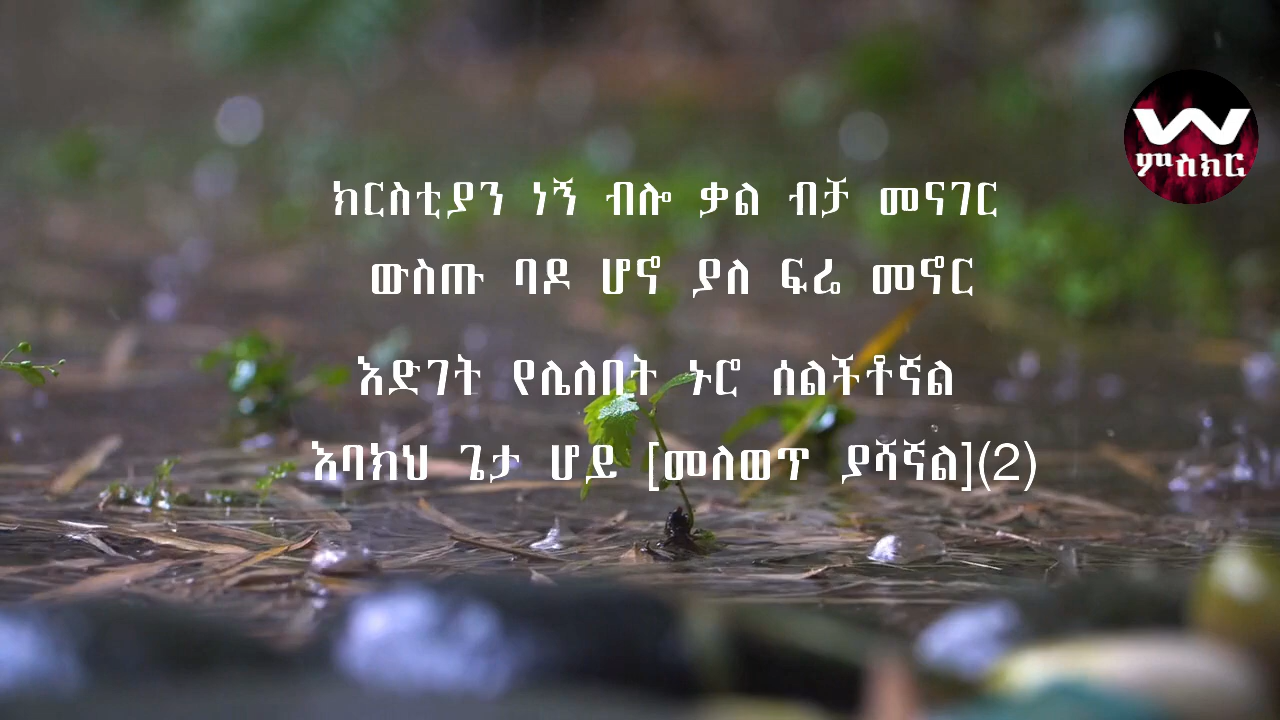 ምስክር
ክርስቲያን ነኝ ብሎ ቃል ብቻ መናገር
ውስጡ ባዶ ሆኖ ያለ ፍሬ መኖር
እድገት የሌለበት ኑሮ ሰልችቶኛል
እባክህ ጌታ ሆይ [መለወጥ ያሻኛል](2)